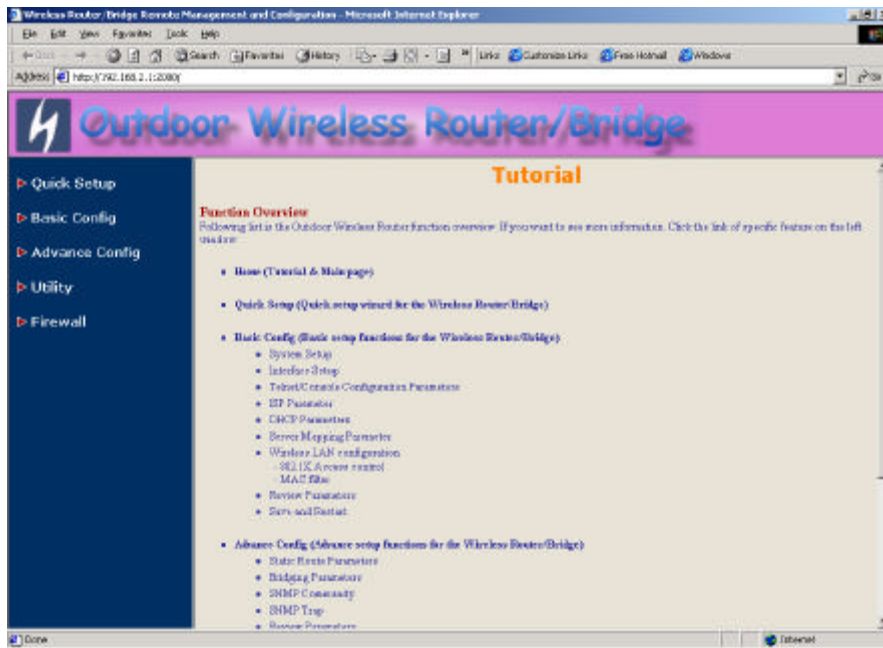 Wireless Router/Bridge Remote Management and Configuration - Microsoft Internet Explorer
File Edit View Favorites Tools Help
Search Favorites History Links Customize Links Free Hotmail Windows
Address http://192.168.2.1:2080/ Go
Outdoor Wireless Router/Bridge
Quick Setup
Basic Config
Advance Config
Utility
Firewall
Tutorial
Function Overview
Following list is the Outdoor Wireless Router function overview. If you want to see more information. Click the link of specific feature on the left
window
Home (Tutorial & Main page)
Quick Setup (Quick setup wizard for the Wireless Router/Bridge)
Basic Config (Basic setup functions for the Wireless Router/Bridge)
System Setup
Interface Setup
Telnet/Console Configuration Parameters
ISP Parameter
DHCP Parameters
Server Mapping Parameter
Wireless LAN configuration
- 802.1X Access control
- MAC filter
Review Parameters
Save and Restart
Advance Config (Advance setup functions for the Wireless Router/Bridge)
Static Route Parameters
Bridging Parameters
SNMP Community
SNMP Trap
Review Parameters
Done
Internet